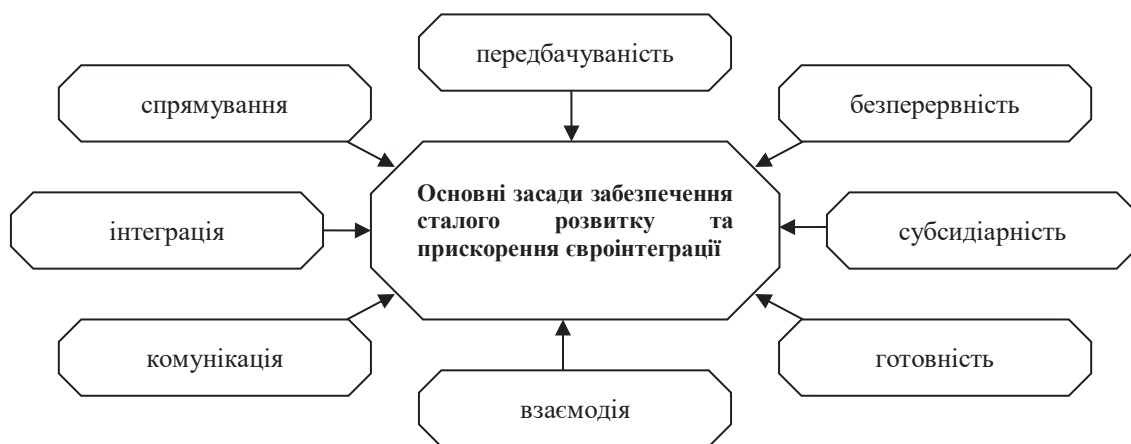 передбачуваність
спрямування
безперервність
Основні засади забезпечення
сталого розвитку та
прискорення євроінтеграції
інтеграція
субсидіарність
комунікація
готовність
взаємодія